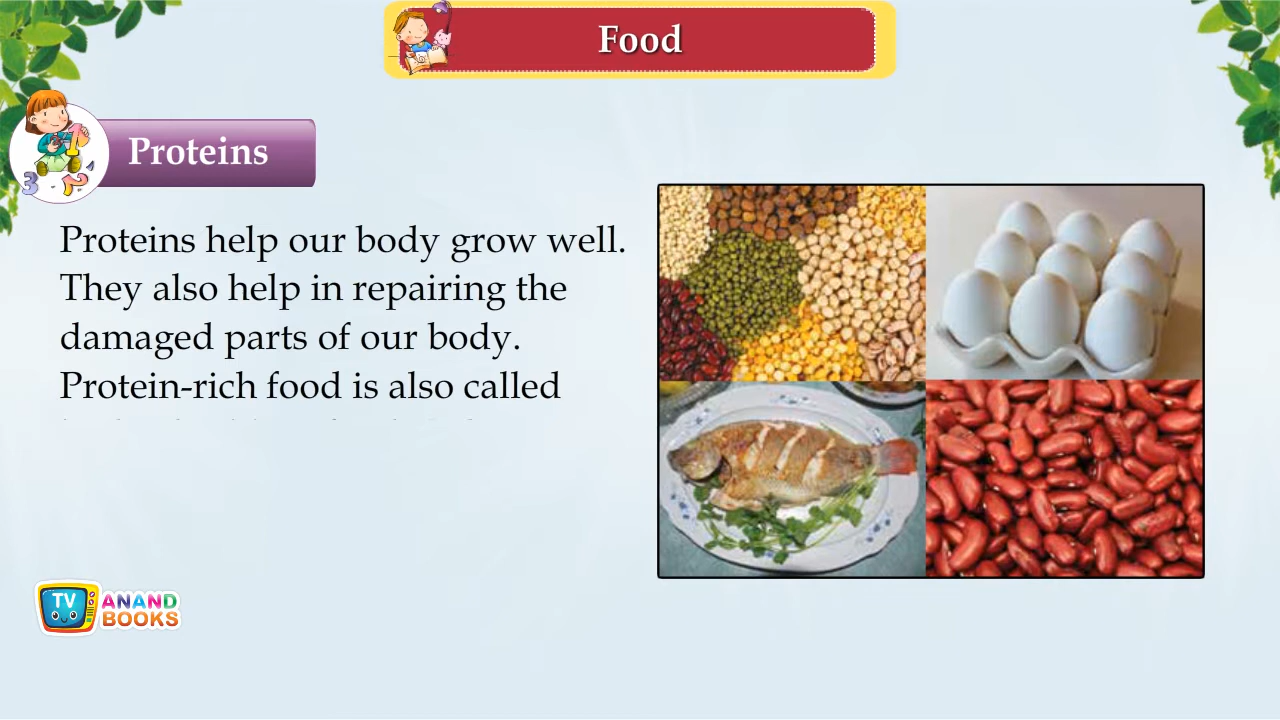 Food
Proteins
Proteins help our body grow well.
They also help in repairing the
damaged parts of our body.
Protein-rich food is also called
TV
ANAND
BOOKS